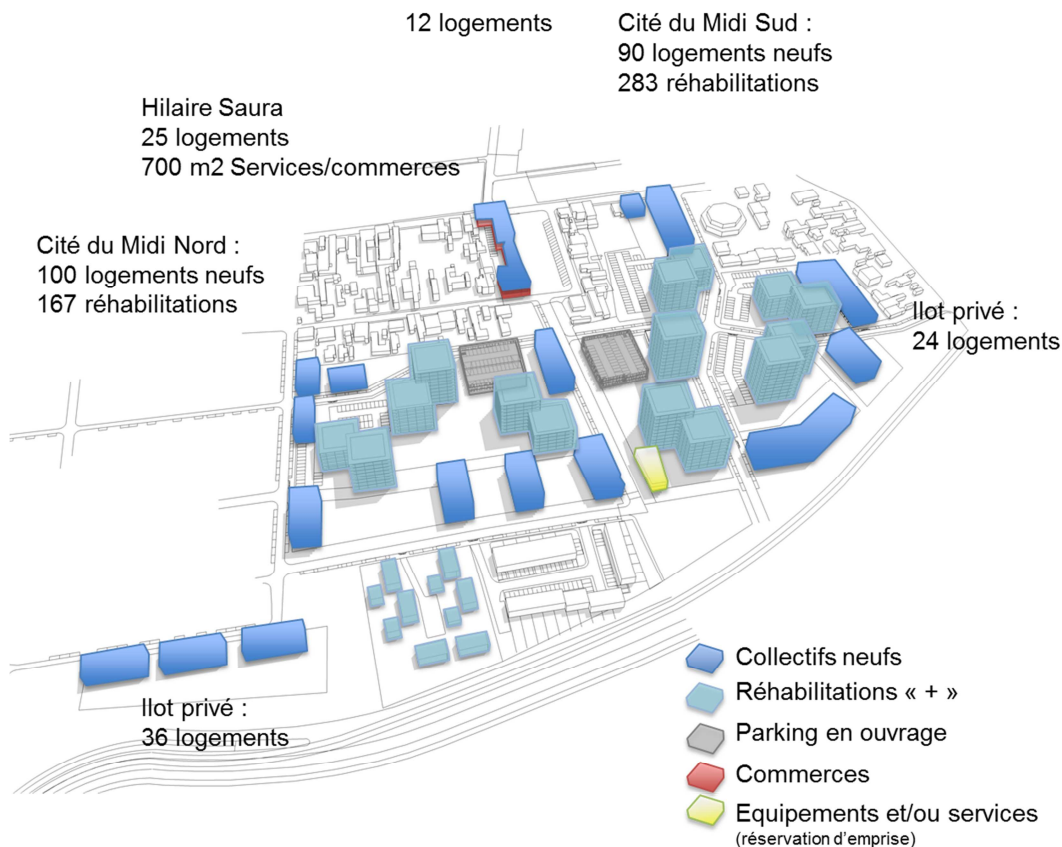 12 logements
Cité du Midi Sud :
90 logements neufs
283 réhabilitations
Hilaire Saura
25 logements
700 m2 Services/commerces
Cité du Midi Nord :
100 logements neufs
167 réhabilitations
Ilot privé :
24 logements
Ilot privé :
36 logements
Collectifs neufs
Réhabilitations « + »
Parking en ouvrage
Commerces
Equipements et/ou services
(réservation d'emprise)